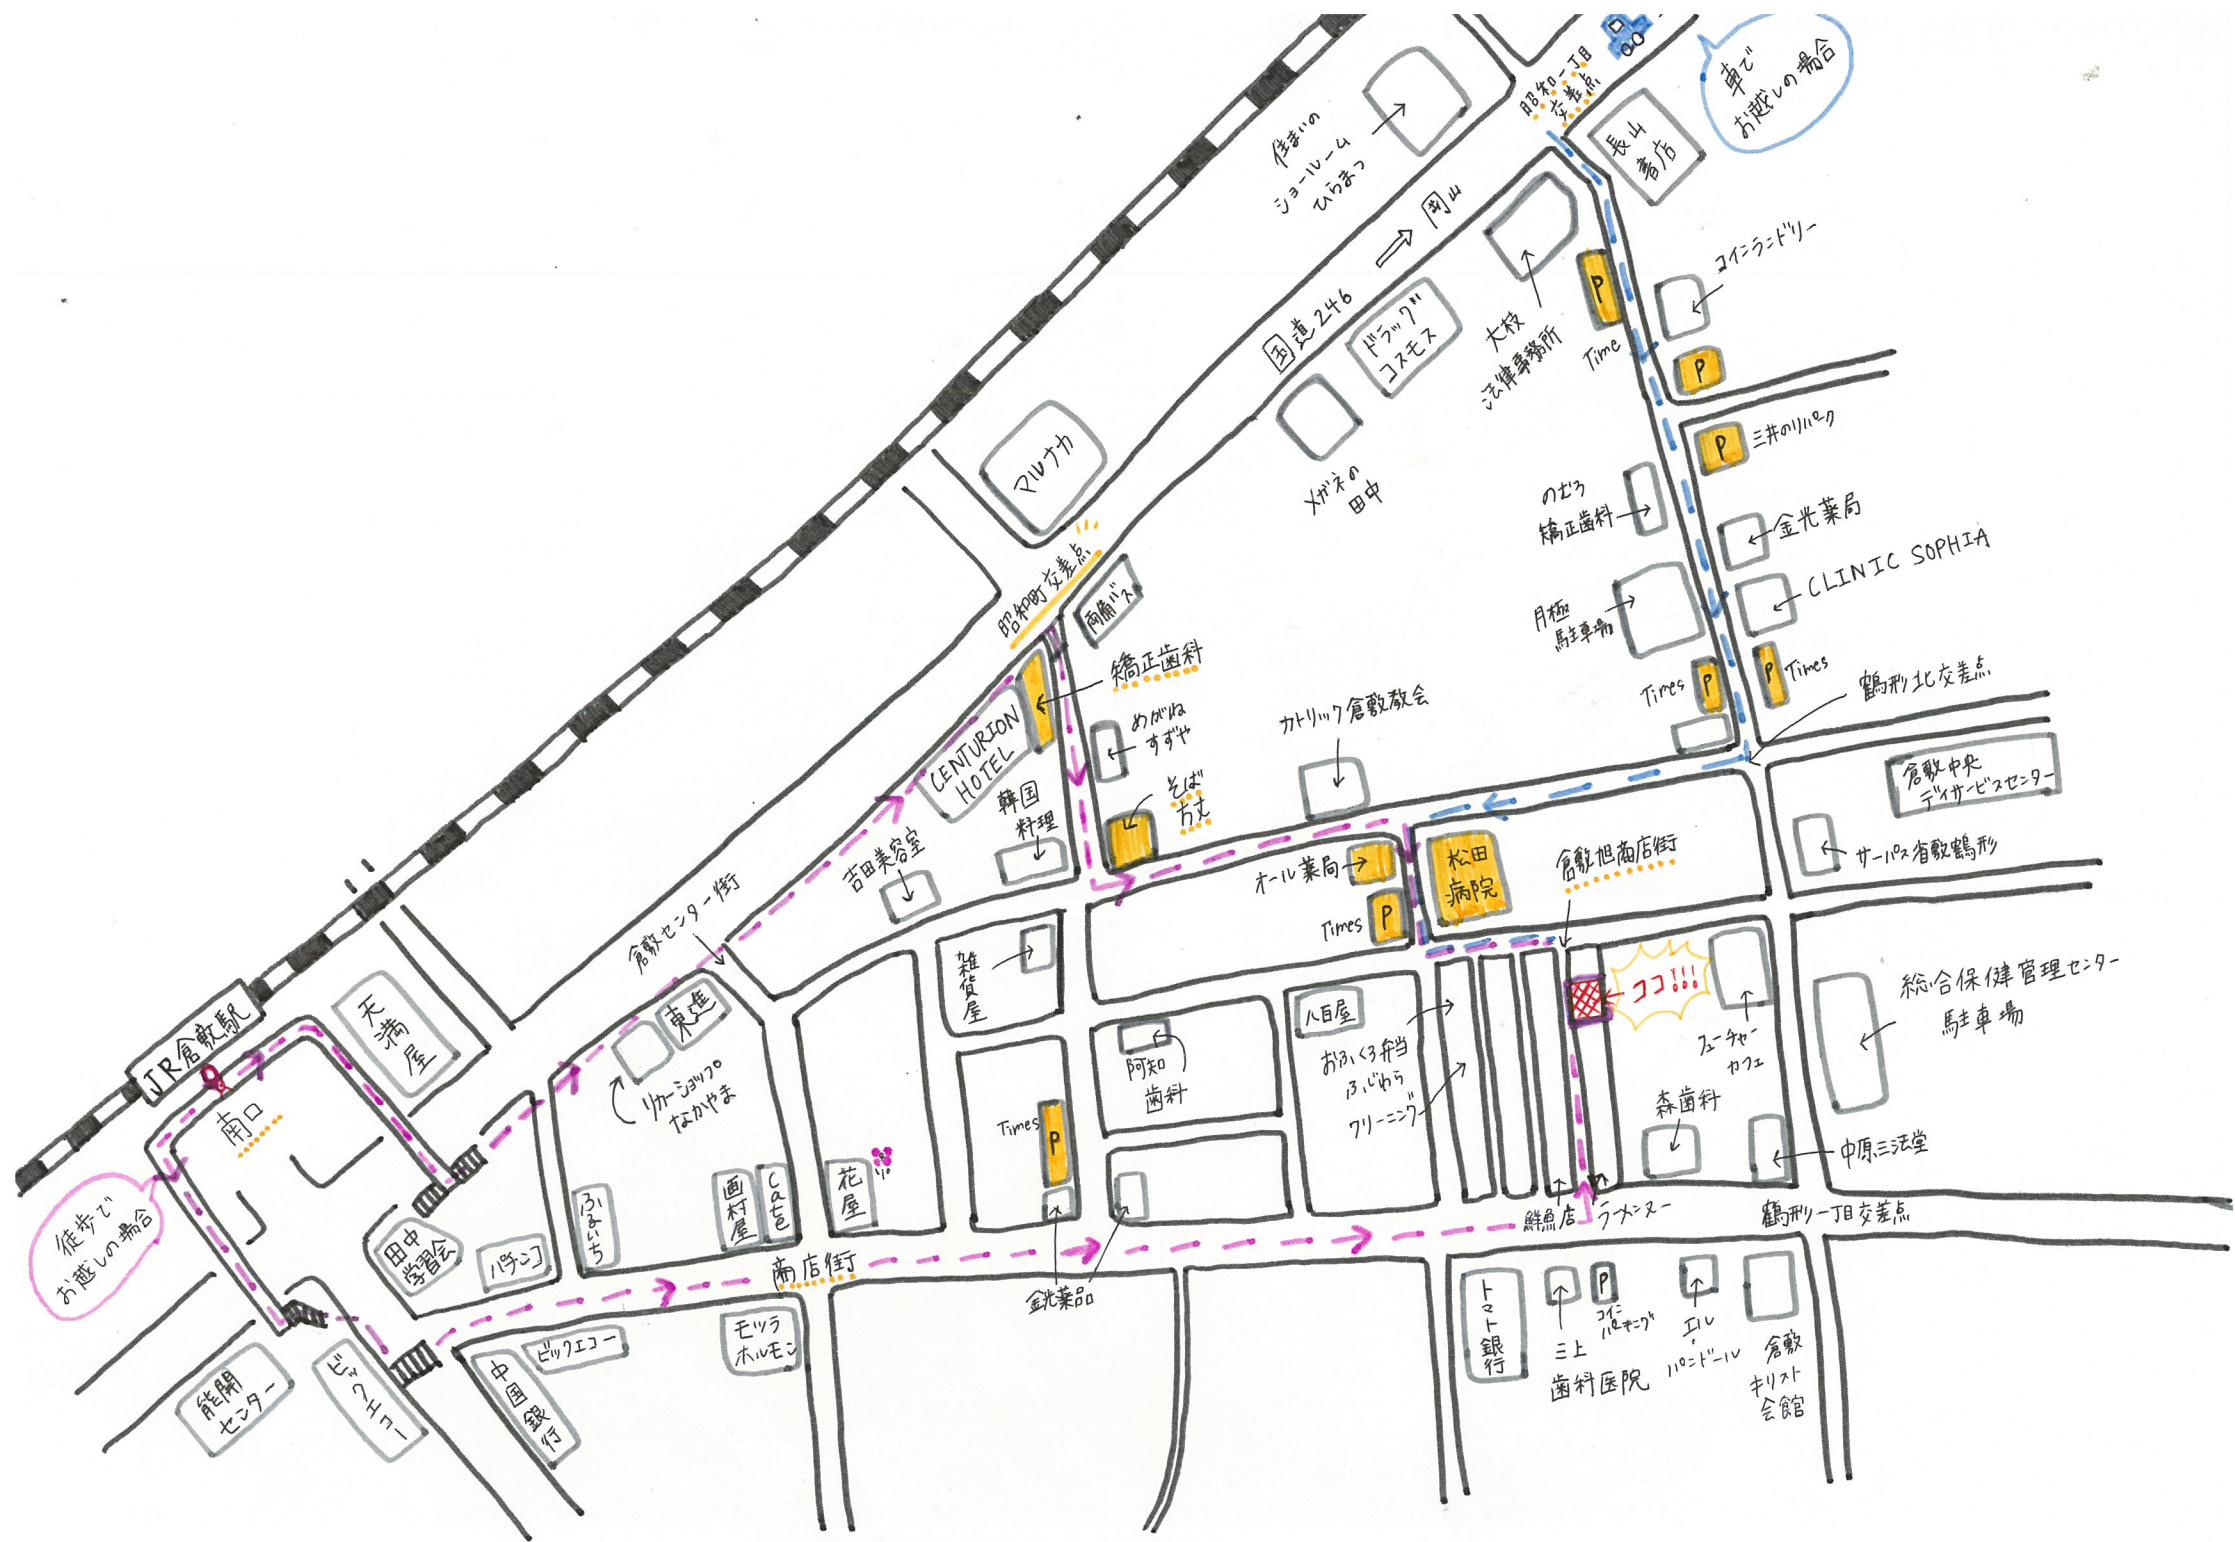 昭和一丁目
交差点
車で
お越しの場合
長山
書店
住まいの
ショールーム
ひらまつ
岡山
国道246
コインランドリー
P
Time
P
大枝
法律事務所
ドラッグ
コスモス
メガネの
田中
P
三井のリパーク
マルナカ
のむら
矯正歯科
金光薬局
CLINIC SOPHIA
月極
駐車場
昭和町交差点
両備バス
矯正歯科
Times
P
P
Times
鶴形北交差点
CENTURION
HOTEL
めがね
すずや
カトリック倉敷教会
倉敷中央
デイサービスセンター
韓国
料理
そば
方丈
吉田美容室
オール薬局
松田
病院
倉敷旭商店街
サーパス倉敷鶴形
倉敷センター街
Times
P
雑貨屋
ココ!!!
総合保健管理センター
駐車場
天満屋
JR倉敷駅
東進
リカーショップ
なかやま
阿知
歯科
八百屋
おふくろ弁当
ふじわら
クリーニング
フューチャー
カフェ
森歯科
南口
Times
P
中原三法堂
徒歩で
お越しの場合
田中
学習会
パチンコ
ふるいち
画村屋
Cafe
花屋
鮮魚店
ラーメンヌー
鶴形一丁目交差点
商店街
金光薬品
能開
センター
ビックエコー
中国銀行
ビックエコー
モツラ
ホルモン
トマト銀行
三上
歯科医院
P
コイン
パーキング
エル・
パンドール
倉敷
キリスト
会館